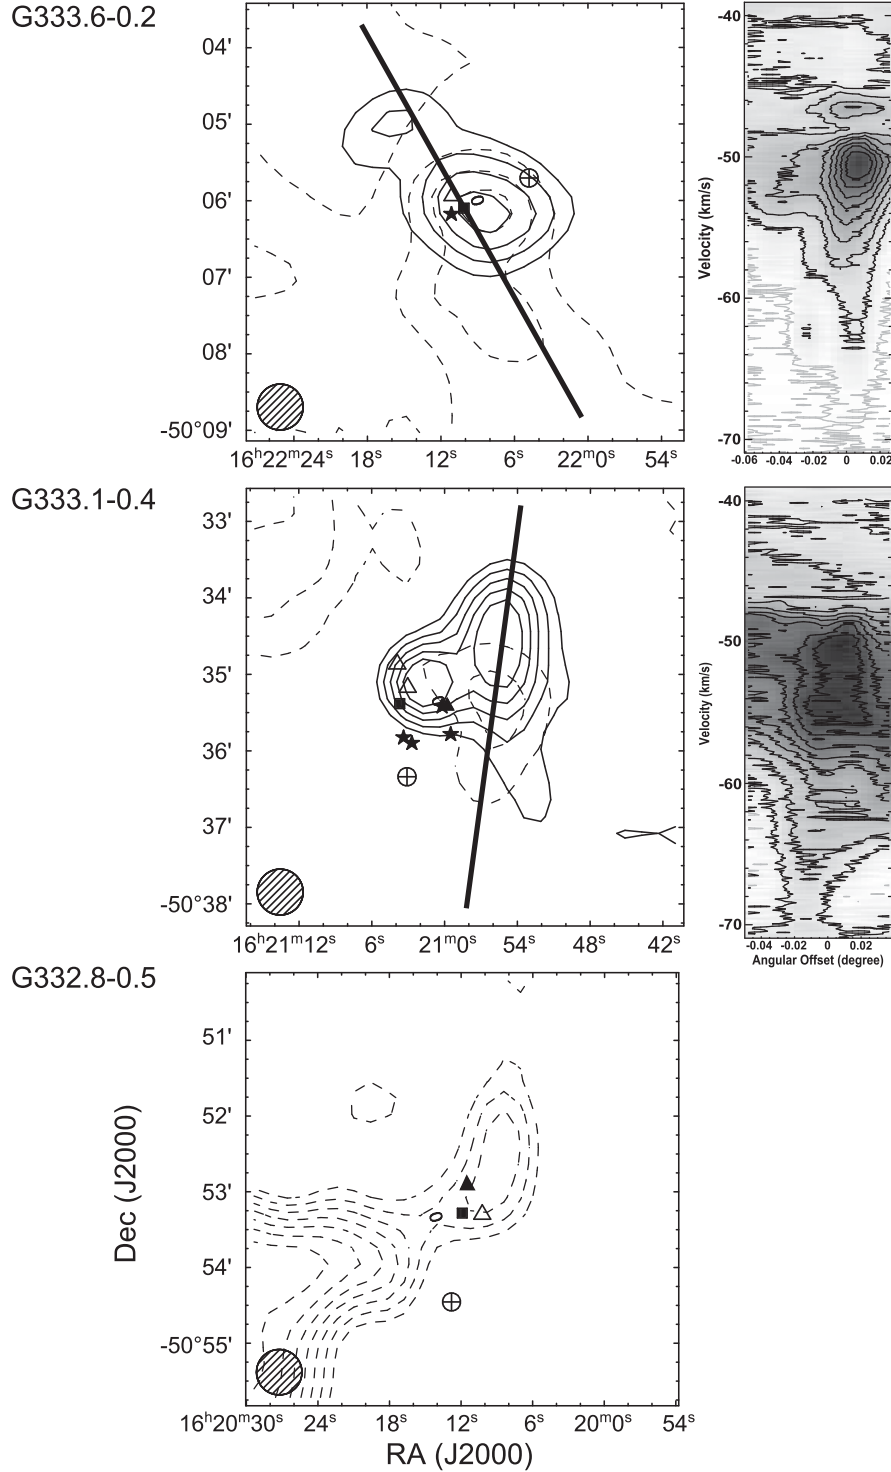 G333.6-0.2
04'
05'
06'
07'
08'
-50°09'
16ʰ22ᵐ24ˢ 18ˢ 12ˢ 6ˢ 22ᵐ0ˢ 54ˢ
0
-40
-50
-60
-70
Velocity (km/s)
-0.06 -0.04 -0.02 0 0.02
G333.1-0.4
33'
34'
35'
36'
37'
-50°38'
16ʰ21ᵐ12ˢ 6ˢ 21ᵐ0ˢ 54ˢ 48ˢ 42ˢ
0
-40
-50
-60
-70
Velocity (km/s)
-0.04 -0.02 0 0.02
Angular Offset (degree)
G332.8-0.5
51'
52'
53'
54'
-50°55'
0
Dec (J2000)
16ʰ20ᵐ30ˢ 24ˢ 18ˢ 12ˢ 6ˢ 20ᵐ0ˢ 54ˢ
RA (J2000)